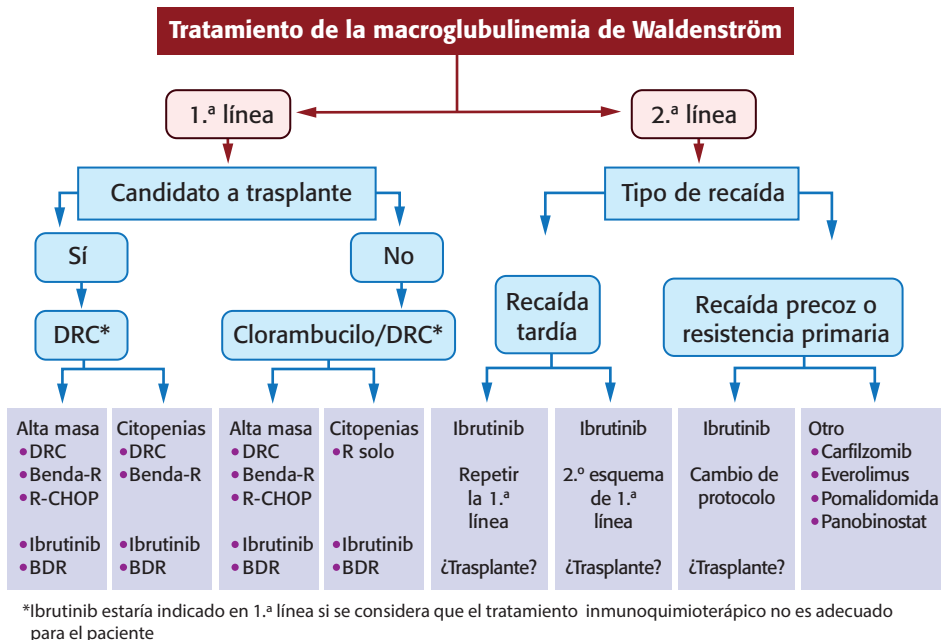 Tratamiento de la macroglubulinemia de Waldenström
1.ª línea
2.ª línea
Candidato a trasplante
Tipo de recaída
Sí
No
DRC*
Clorambucilo/DRC*
Recaída
tardía
Recaída precoz o
resistencia primaria
Alta masa
•DRC
•Benda-R
•R-CHOP
•Ibrutinib
•BDR
Citopenias
•DRC
•Benda-R
•Ibrutinib
•BDR
Alta masa
•DRC
•Benda-R
•R-CHOP
•Ibrutinib
•BDR
Citopenias
•R solo
•Ibrutinib
•BDR
Ibrutinib
Repetir
la 1.ª
línea
¿Trasplante?
Ibrutinib
2.º esquema
de 1.ª
línea
¿Trasplante?
Ibrutinib
Cambio de
protocolo
¿Trasplante?
Otro
•Carfilzomib
•Everolimus
•Pomalidomida
•Panobinostat
*Ibrutinib estaría indicado en 1.ª línea si se considera que el tratamiento inmunoquimioterápico no es adecuado
para el paciente